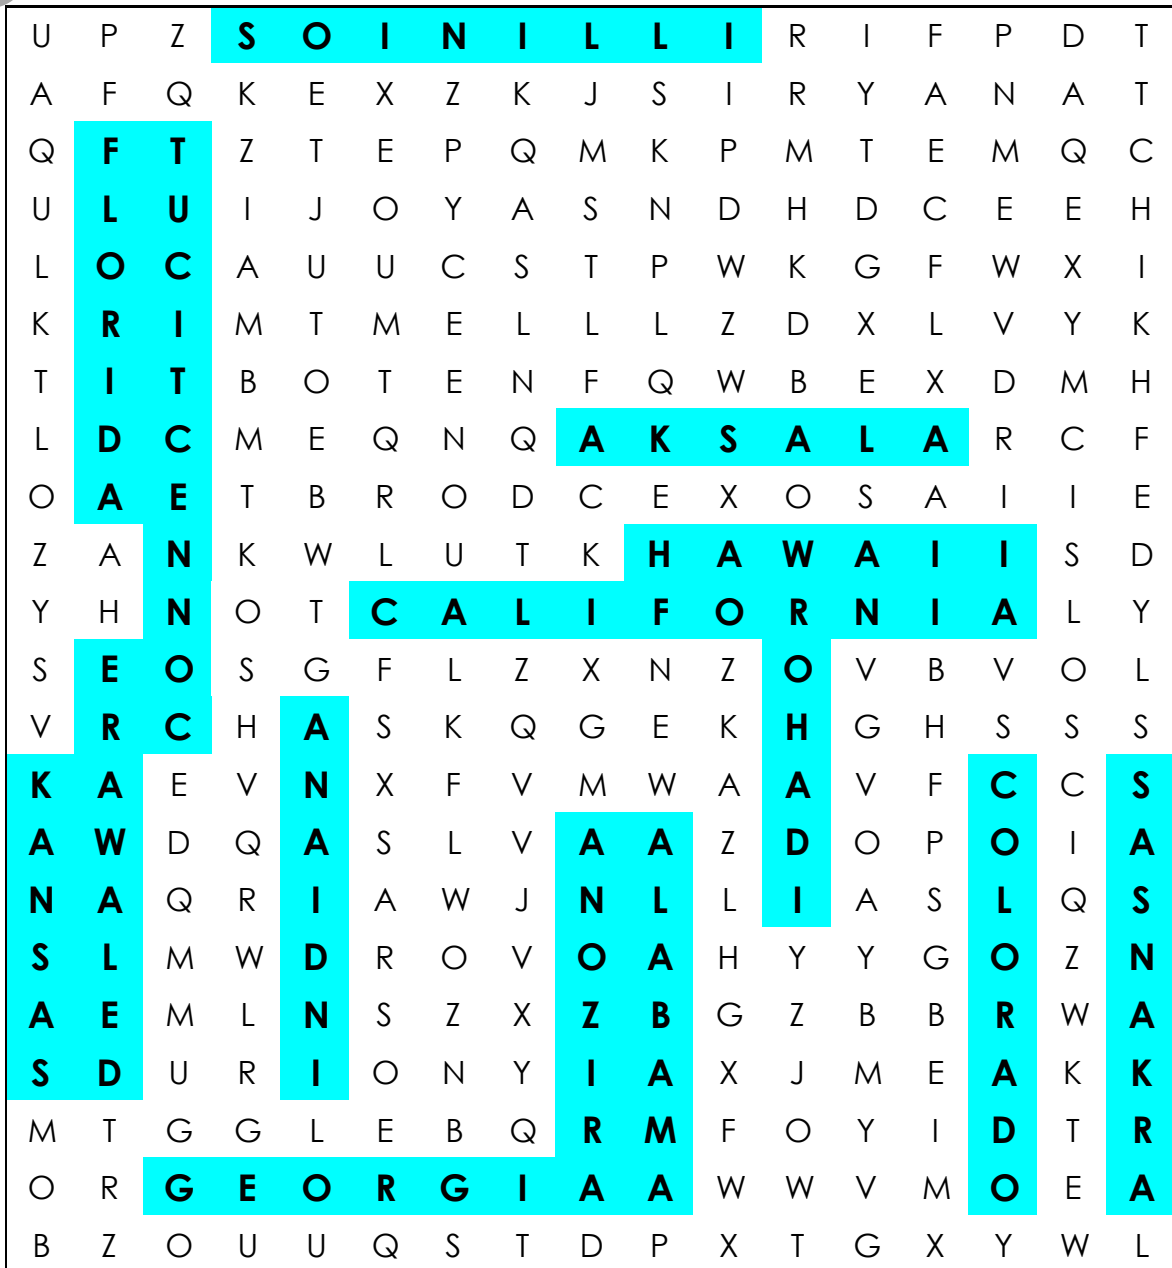 U P Z S O I N I L L I R I F P D T
A F Q K E X Z K J S I R Y A N A T
Q F T Z T E P Q M K P M T E M Q C
U L U I J O Y A S N D H D C E E H
L O C A U U C S T P W K G F W X I
K R I M T M E L L L Z D X L V Y K
T I T B O T E N F Q W B E X D M H
L D C M E Q N Q A K S A L A R C F
O A E T B R O D C E X O S A I I E
Z A N K W L U T K H A W A I I S D
Y H N O T C A L I F O R N I A L Y
S E O S G F L Z X N Z O V B V O L
V R C H A S K Q G E K H G H S S S
K A E V N X F V M W A A V F C C S
A W D Q A S L V A A Z D O P O I A
N A Q R I A W J N L L I A S L Q S
S L M W D R O V O A H Y Y G O Z N
A E M L N S Z X Z B G Z B B R W A
S D U R I O N Y I A X J M E A K K
M T G G L E B Q R M F O Y I D T R
O R G E O R G I A A W W V M O E A
B Z O U U Q S T D P X T G X Y W L